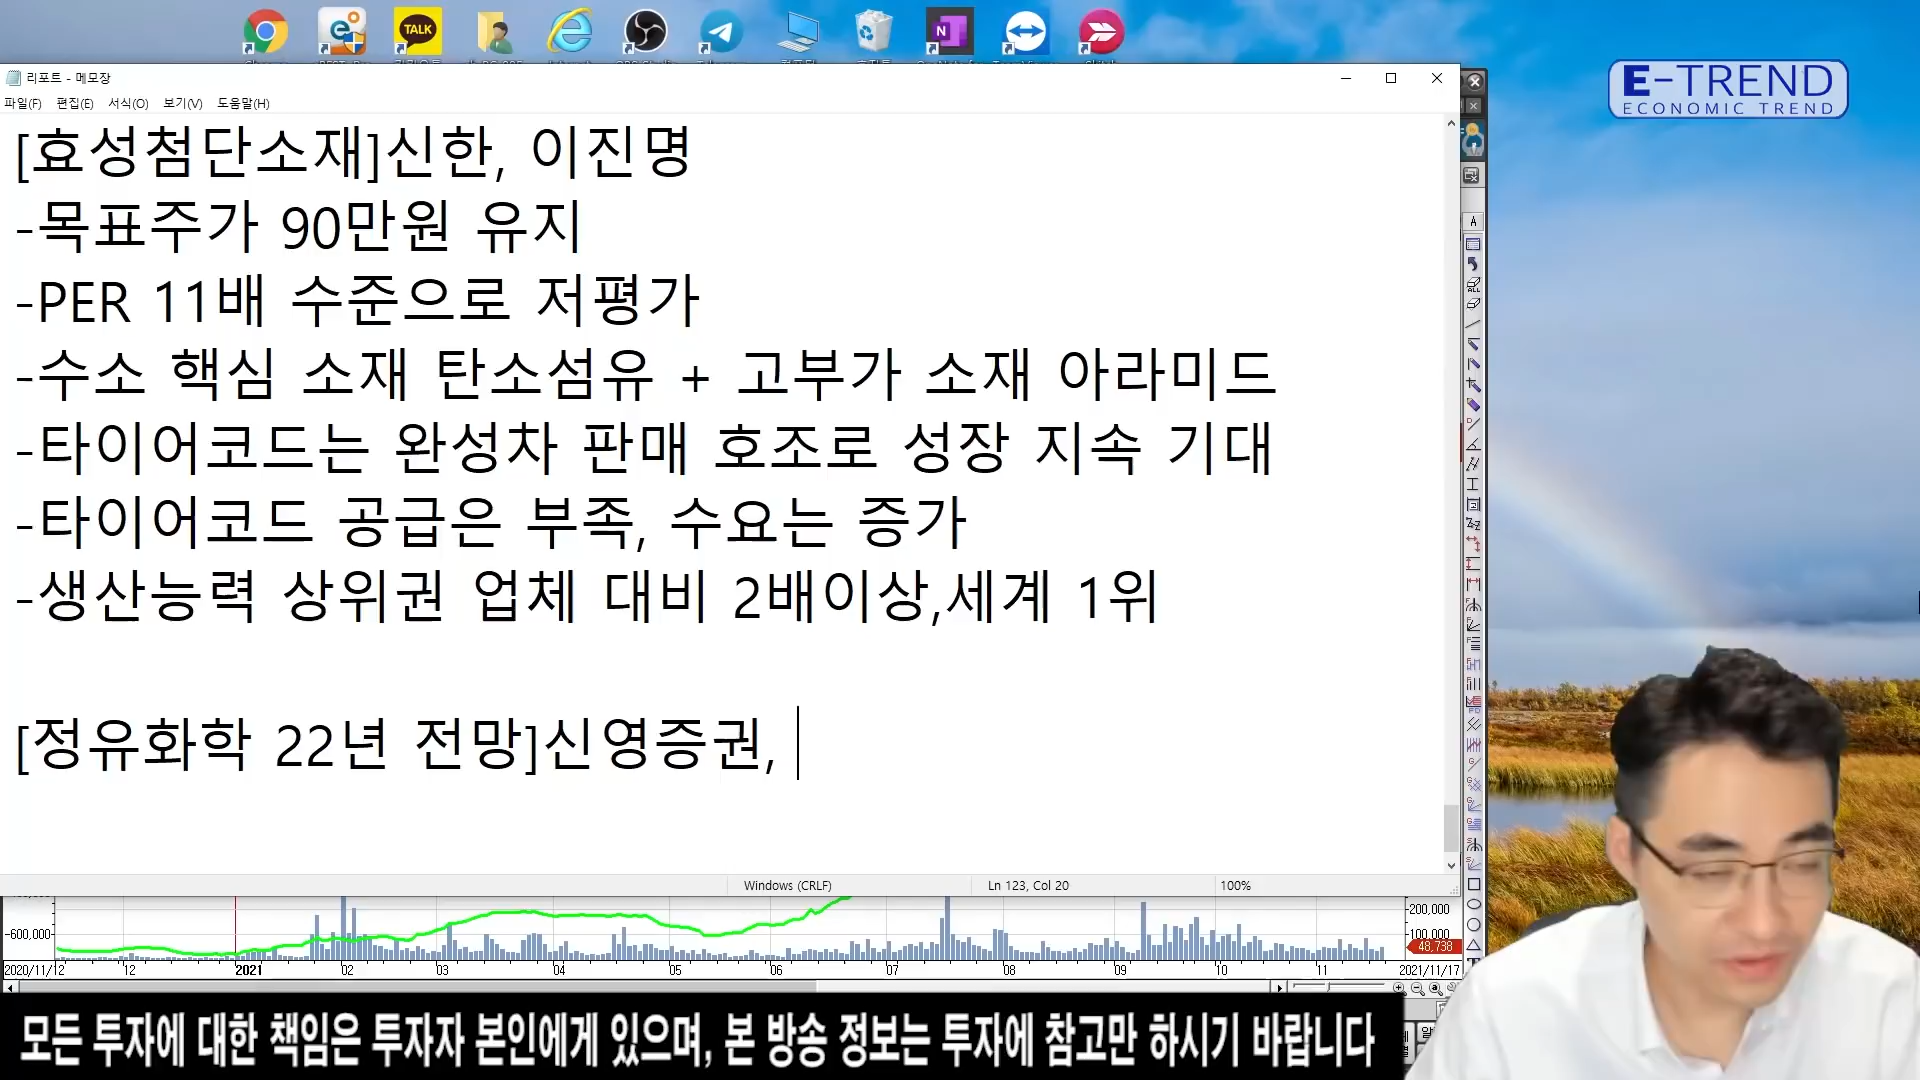 TALK
리포트 - 메모장
파일(F) 편집(E) 서식(O) 보기(V) 도움말(H)
E-TREND
ECONOMIC TREND
[효성첨단소재]신한, 이진명
-목표주가 90만원 유지
-PER 11배 수준으로 저평가
-수소 핵심 소재 탄소섬유 + 고부가 소재 아라미드
-타이어코드는 완성차 판매 호조로 성장 지속 기대
-타이어코드 공급은 부족, 수요는 증가
-생산능력 상위권 업체 대비 2배이상,세계 1위
[정유화학 22년 전망]신영증권,
Windows (CRLF) Ln 123, Col 20 100%
200,000
-600,000
100,000
48,738
2020/11/12 12 2021 02 03 04 05 06 07 08 09 10 11 2021/11/17
모든 투자에 대한 책임은 투자자 본인에게 있으며, 본 방송 정보는 투자에 참고만 하시기 바랍니다